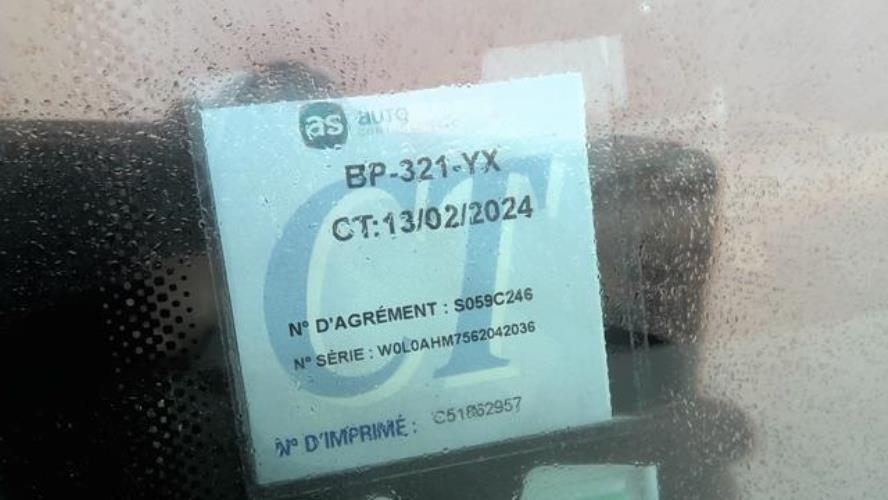 as AUTO
BP-321-YX
CT:13/02/2024
N° D'AGRÉMENT : S059C246
N° SÉRIE : W0L0AHM7562042036
N° D'IMPRIMÉ : C51862957
CT